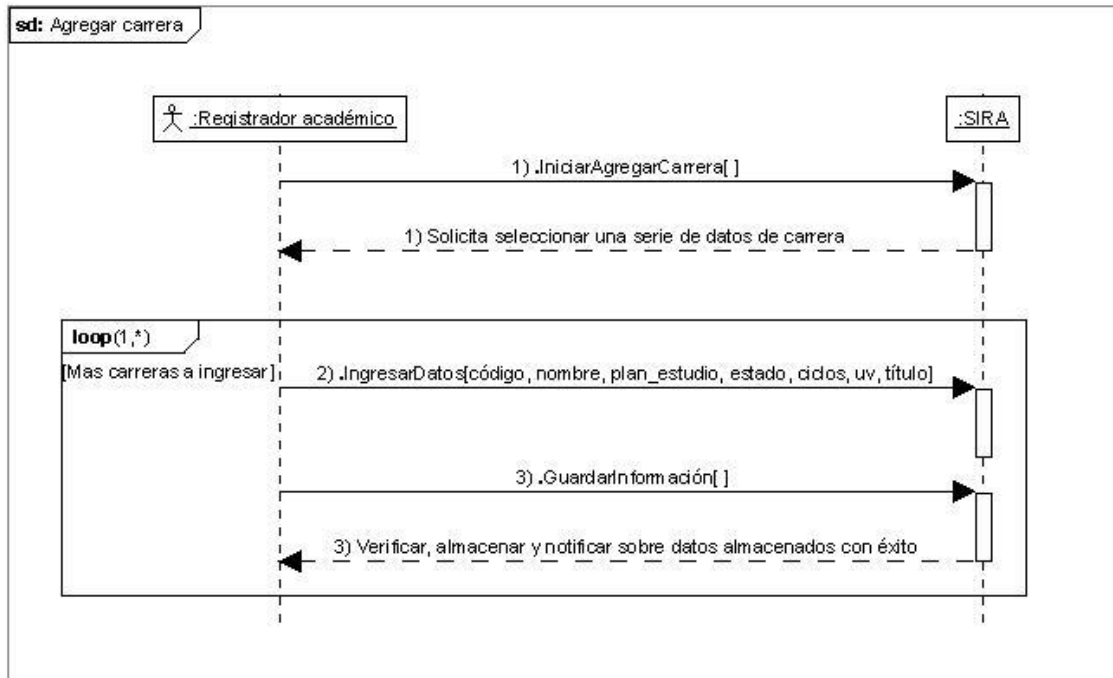 sd: Agregar carrera
:Registrador académico
:SIRA
1) .IniciarAgregarCarrera[ ]
1) Solicita seleccionar una serie de datos de carrera
loop(1,*)
[Mas carreras a ingresar]
2) .IngresarDatos[código, nombre, plan_estudio, estado, ciclos, uv, título]
3) .GuardarInformación[ ]
3) Verificar, almacenar y notificar sobre datos almacenados con éxito